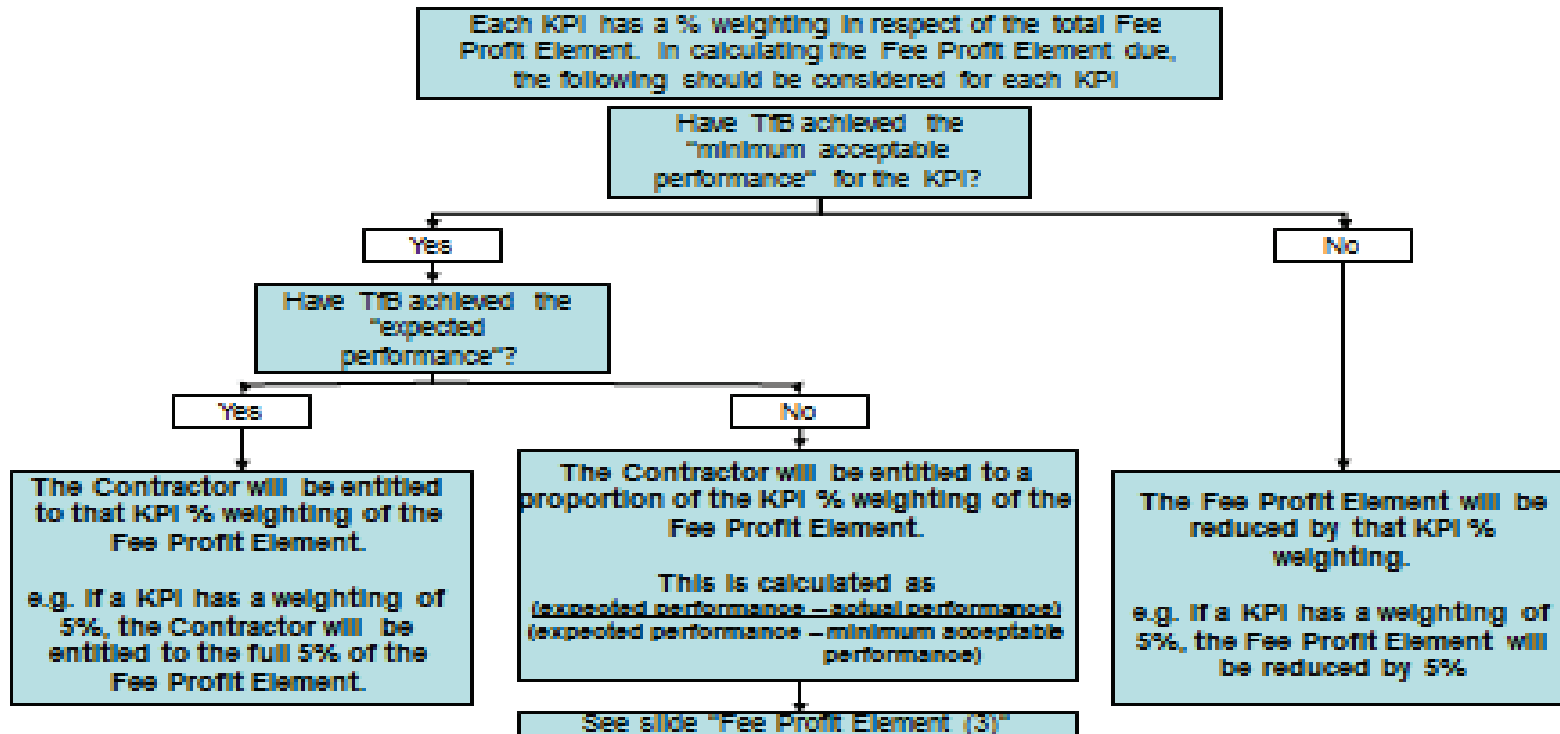 Each KPI has a % weighting in respect of the total Fee
Profit Element. In calculating the Fee Profit Element due,
the following should be considered for each KPI
Have TfB achieved the
"minimum acceptable
performance" for the KPI?
Yes
No
Have TfB achieved the
"expected
performance"?
Yes
No
The Contractor will be entitled
to that KPI % weighting of the
Fee Profit Element.
e.g. if a KPI has a weighting of
5%, the Contractor will be
entitled to the full 5% of the
Fee Profit Element.
The Contractor will be entitled to a
proportion of the KPI % weighting of the
Fee Profit Element.
This is calculated as
(expected performance – actual performance)
(expected performance – minimum acceptable
performance)
The Fee Profit Element will be
reduced by that KPI %
weighting.
e.g. if a KPI has a weighting of
5%, the Fee Profit Element will
be reduced by 5%
See slide "Fee Profit Element (3)"